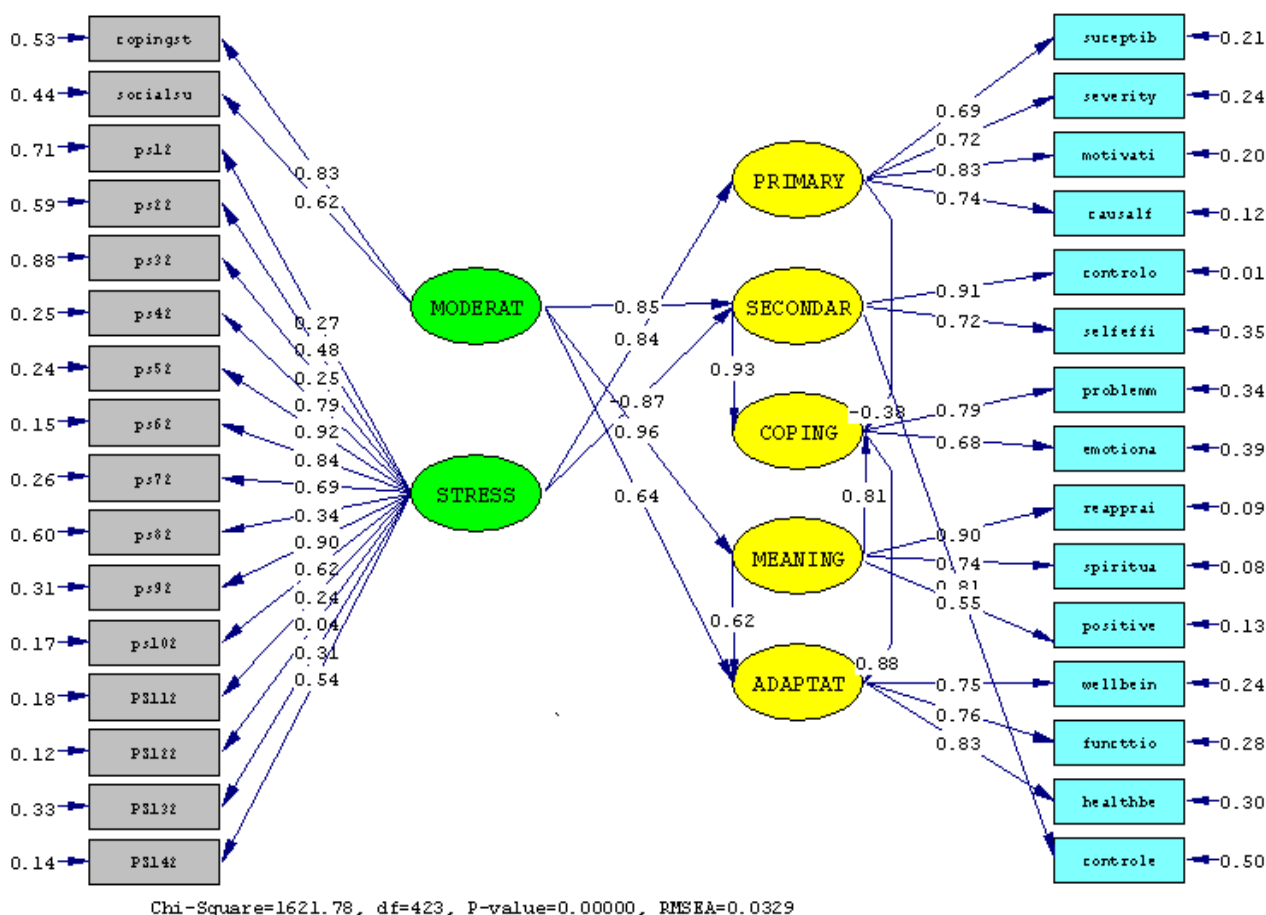 0.53 copingst
0.44 socialsu
0.71 ps12
0.59 ps22
0.88 ps32
0.25 ps42
0.24 ps52
0.15 ps62
0.26 ps72
0.60 ps82
0.31 ps92
0.17 ps102
0.18 PS112
0.12 PS122
0.33 PS132
0.14 PS142
0.83
0.62
0.27
0.48
0.25
0.79
0.92
0.84
0.69
0.34
0.90
0.62
0.24
0.04
0.31
0.54
MODERAT
STRESS
0.85
0.84
-0.87
0.96
0.64
PRIMARY
SECONDAR
0.93
COPING
-0.38
0.81
MEANING
0.62
ADAPTAT
0.88
0.69
0.72
0.83
0.74
0.91
0.72
0.79
0.68
0.90
0.74
0.81
0.55
0.75
0.76
0.83
suceptib 0.21
severity 0.24
motivati 0.20
causalf 0.12
controlo 0.01
selfeffi 0.35
problemm 0.34
emotiona 0.39
reapprai 0.09
spiritua 0.08
positive 0.13
wellbein 0.24
functtio 0.28
healthbe 0.30
controle 0.50
Chi-Square=1621.78, df=423, P-value=0.00000, RMSEA=0.0329